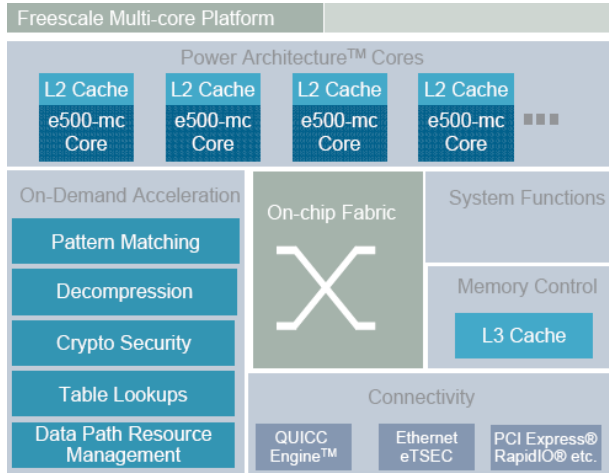 Freescale Multi-core Platform
Power Architecture™ Cores
L2 Cache L2 Cache L2 Cache L2 Cache
e500-mc e500-mc e500-mc e500-mc
Core Core Core Core
On-Demand Acceleration
Pattern Matching
Decompression
Crypto Security
Table Lookups
Data Path Resource
Management
On-chip Fabric
System Functions
Memory Control
L3 Cache
Connectivity
QUICC
Engine™
Ethernet
eTSEC
PCI Express®
RapidIO® etc.